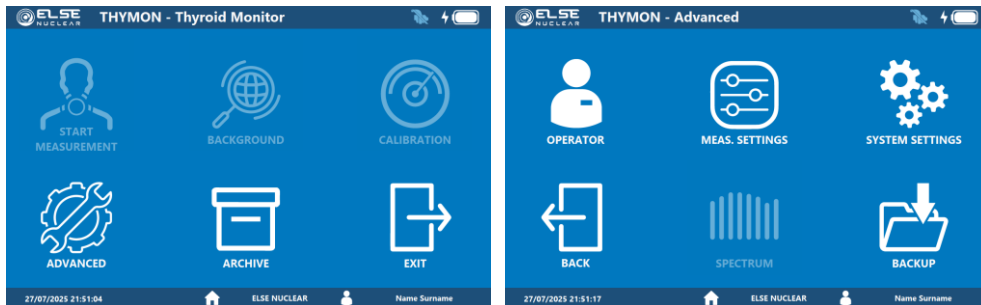 ELSE NUCLEAR THYMON - Thyroid Monitor
START
MEASUREMENT
BACKGROUND
CALIBRATION
ADVANCED
ARCHIVE
EXIT
27/07/2025 21:51:04 ELSE NUCLEAR Name Surname
ELSE NUCLEAR THYMON - Advanced
OPERATOR
MEAS. SETTINGS
SYSTEM SETTINGS
BACK
SPECTRUM
BACKUP
27/07/2025 21:51:17 ELSE NUCLEAR Name Surname